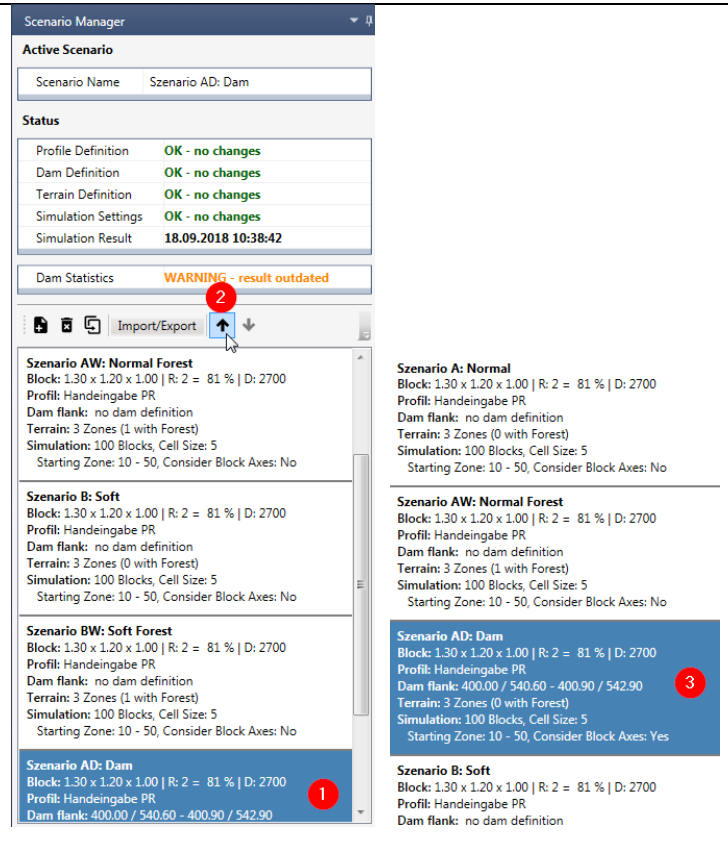 Scenario Manager
Active Scenario
Scenario Name Szenario AD: Dam
Status
Profile Definition OK - no changes
Dam Definition OK - no changes
Terrain Definition OK - no changes
Simulation Settings OK - no changes
Simulation Result 18.09.2018 10:38:42
Dam Statistics WARNING - result outdated
2
Import/Export
Szenario AW: Normal Forest
Block: 1.30 x 1.20 x 1.00 | R: 2 = 81 % | D: 2700
Profil: Handeingabe PR
Dam flank: no dam definition
Terrain: 3 Zones (1 with Forest)
Simulation: 100 Blocks, Cell Size: 5
Starting Zone: 10 - 50, Consider Block Axes: No
Szenario B: Soft
Block: 1.30 x 1.20 x 1.00 | R: 2 = 81 % | D: 2700
Profil: Handeingabe PR
Dam flank: no dam definition
Terrain: 3 Zones (0 with Forest)
Simulation: 100 Blocks, Cell Size: 5
Starting Zone: 10 - 50, Consider Block Axes: No
Szenario BW: Soft Forest
Block: 1.30 x 1.20 x 1.00 | R: 2 = 81 % | D: 2700
Profil: Handeingabe PR
Dam flank: no dam definition
Terrain: 3 Zones (1 with Forest)
Simulation: 100 Blocks, Cell Size: 5
Starting Zone: 10 - 50, Consider Block Axes: No
Szenario AD: Dam
Block: 1.30 x 1.20 x 1.00 | R: 2 = 81 % | D: 2700
Profil: Handeingabe PR
Dam flank: 400.00 / 540.60 - 400.90 / 542.90
1
Szenario A: Normal
Block: 1.30 x 1.20 x 1.00 | R: 2 = 81 % | D: 2700
Profil: Handeingabe PR
Dam flank: no dam definition
Terrain: 3 Zones (0 with Forest)
Simulation: 100 Blocks, Cell Size: 5
Starting Zone: 10 - 50, Consider Block Axes: No
Szenario AW: Normal Forest
Block: 1.30 x 1.20 x 1.00 | R: 2 = 81 % | D: 2700
Profil: Handeingabe PR
Dam flank: no dam definition
Terrain: 3 Zones (1 with Forest)
Simulation: 100 Blocks, Cell Size: 5
Starting Zone: 10 - 50, Consider Block Axes: No
Szenario AD: Dam
Block: 1.30 x 1.20 x 1.00 | R: 2 = 81 % | D: 2700
Profil: Handeingabe PR
Dam flank: 400.00 / 540.60 - 400.90 / 542.90
3
Terrain: 3 Zones (0 with Forest)
Simulation: 100 Blocks, Cell Size: 5
Starting Zone: 10 - 50, Consider Block Axes: Yes
Szenario B: Soft
Block: 1.30 x 1.20 x 1.00 | R: 2 = 81 % | D: 2700
Profil: Handeingabe PR
Dam flank: no dam definition